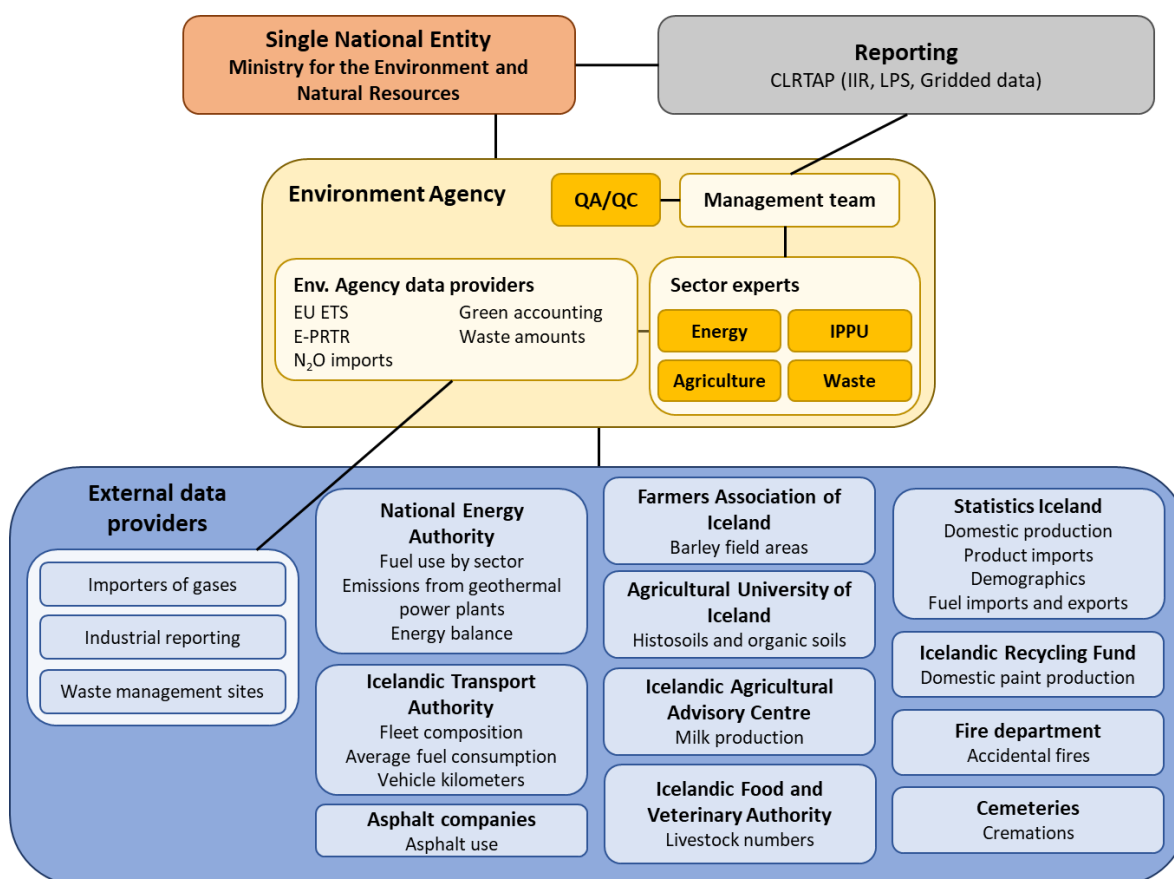 Single National Entity
Ministry for the Environment and
Natural Resources
Reporting
CLRTAP (IIR, LPS, Gridded data)
Environment Agency
QA/QC
Management team
Env. Agency data providers
EU ETS
E-PRTR
N₂O imports
Green accounting
Waste amounts
Sector experts
Energy
IPPU
Agriculture
Waste
External data
providers
Importers of gases
Industrial reporting
Waste management sites
National Energy
Authority
Fuel use by sector
Emissions from geothermal
power plants
Energy balance
Icelandic Transport
Authority
Fleet composition
Average fuel consumption
Vehicle kilometers
Asphalt companies
Asphalt use
Farmers Association of
Iceland
Barley field areas
Agricultural University of
Iceland
Histosoils and organic soils
Icelandic Agricultural
Advisory Centre
Milk production
Icelandic Food and
Veterinary Authority
Livestock numbers
Statistics Iceland
Domestic production
Product imports
Demographics
Fuel imports and exports
Icelandic Recycling Fund
Domestic paint production
Fire department
Accidental fires
Cemeteries
Cremations